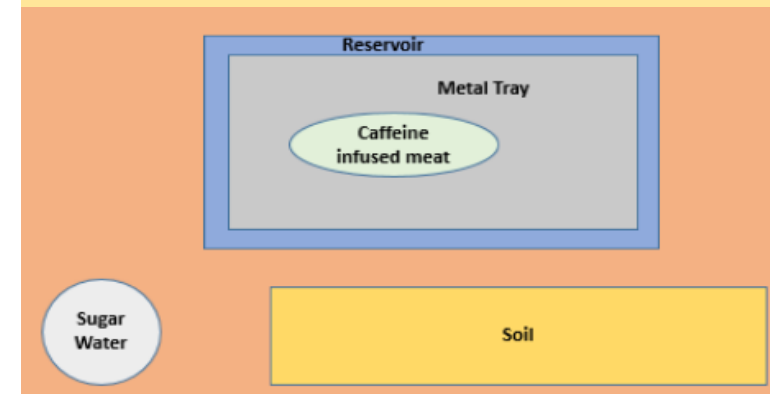 Reservoir
Metal Tray
Caffeine
infused meat
Sugar
Water
Soil